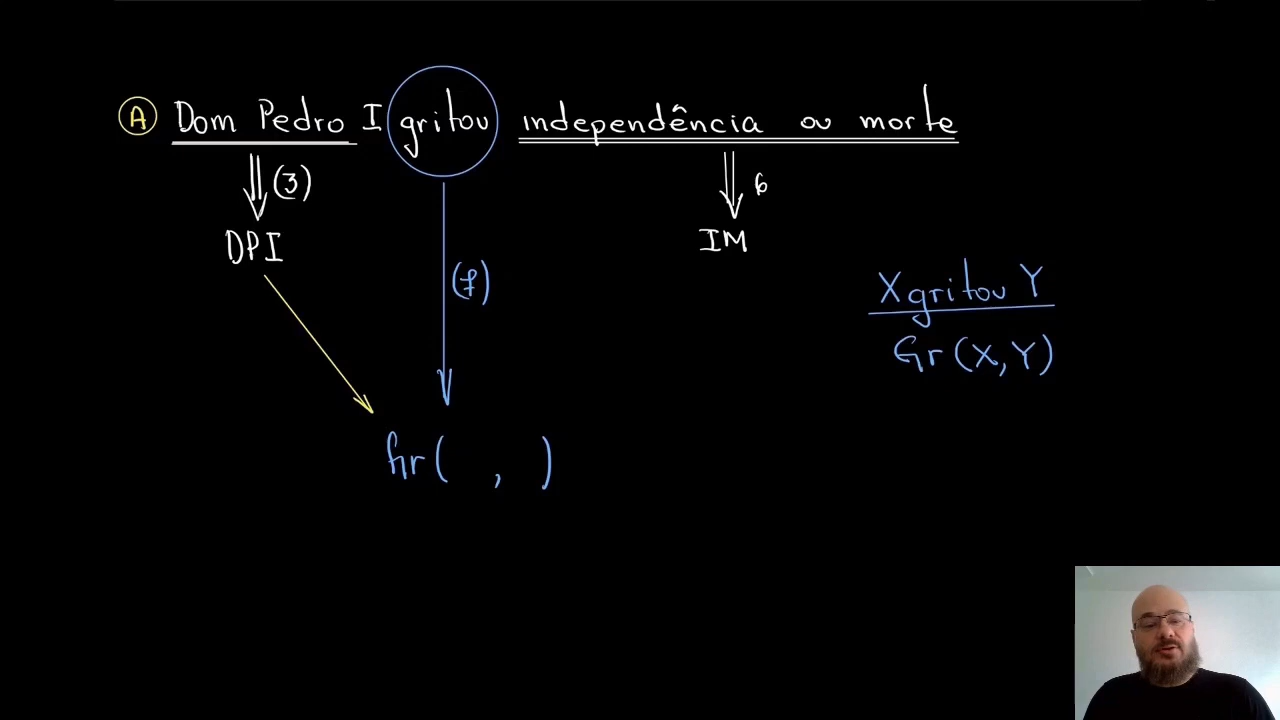 A Dom Pedro I gritou independência ou morte
(3) 6
DPI IM
(7)
X gritou Y
Gr (X, Y)
Gr( , )